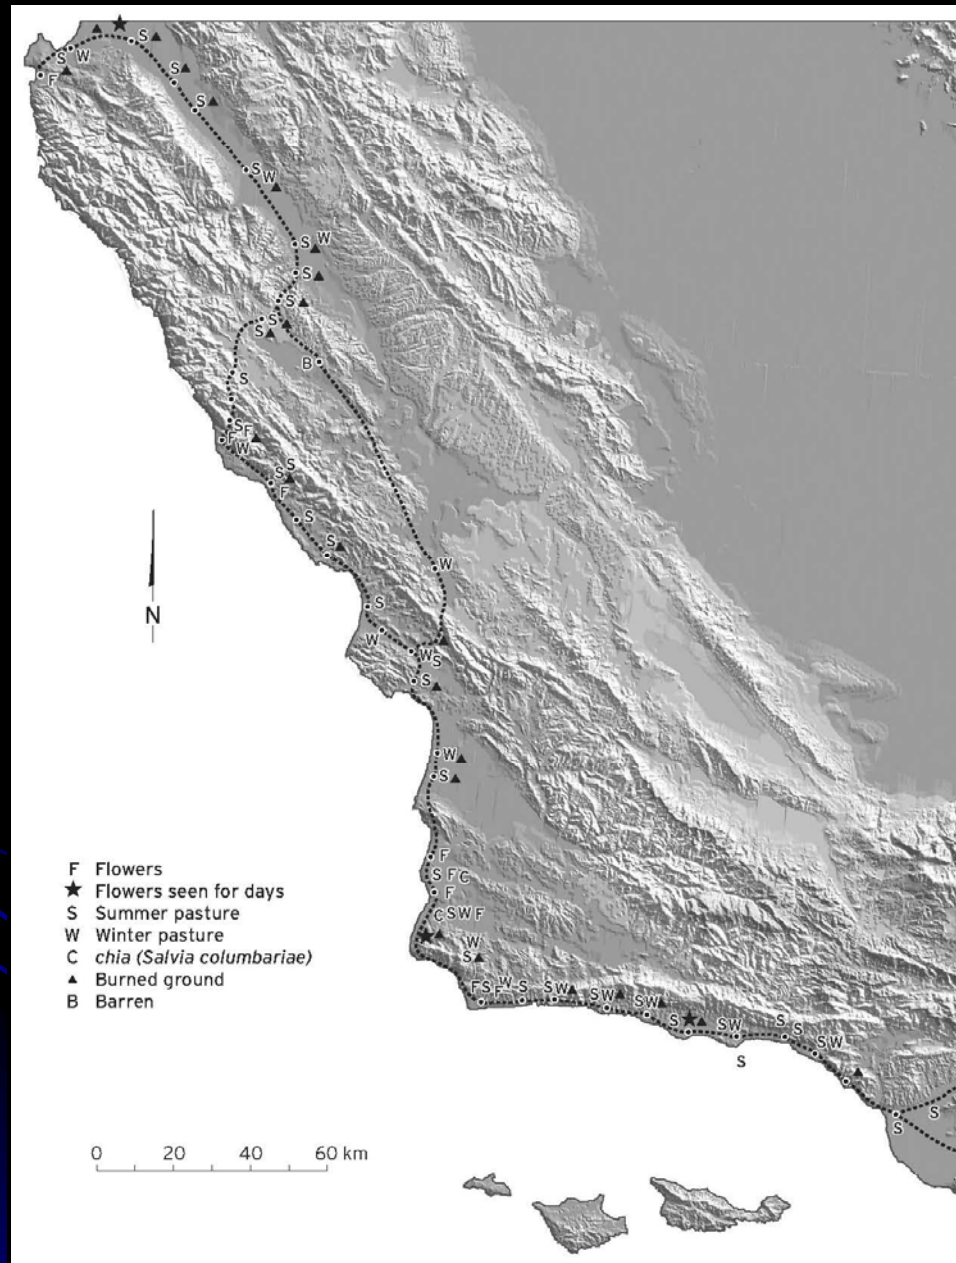 S
S W
F
S
S
S W
S W
S
S
S
S
B
S
S F
F
W
S
S
F
S
S
W
S
W
N
W
S
S
W
S
F
S F C
F
C S W F
W
S
F S F W
S
S W
S W
S W
S
S W
S
S
S
S W
S
S
F Flowers
★ Flowers seen for days
S Summer pasture
W Winter pasture
C chia (Salvia columbariae)
▲ Burned ground
B Barren
0 20 40 60 km